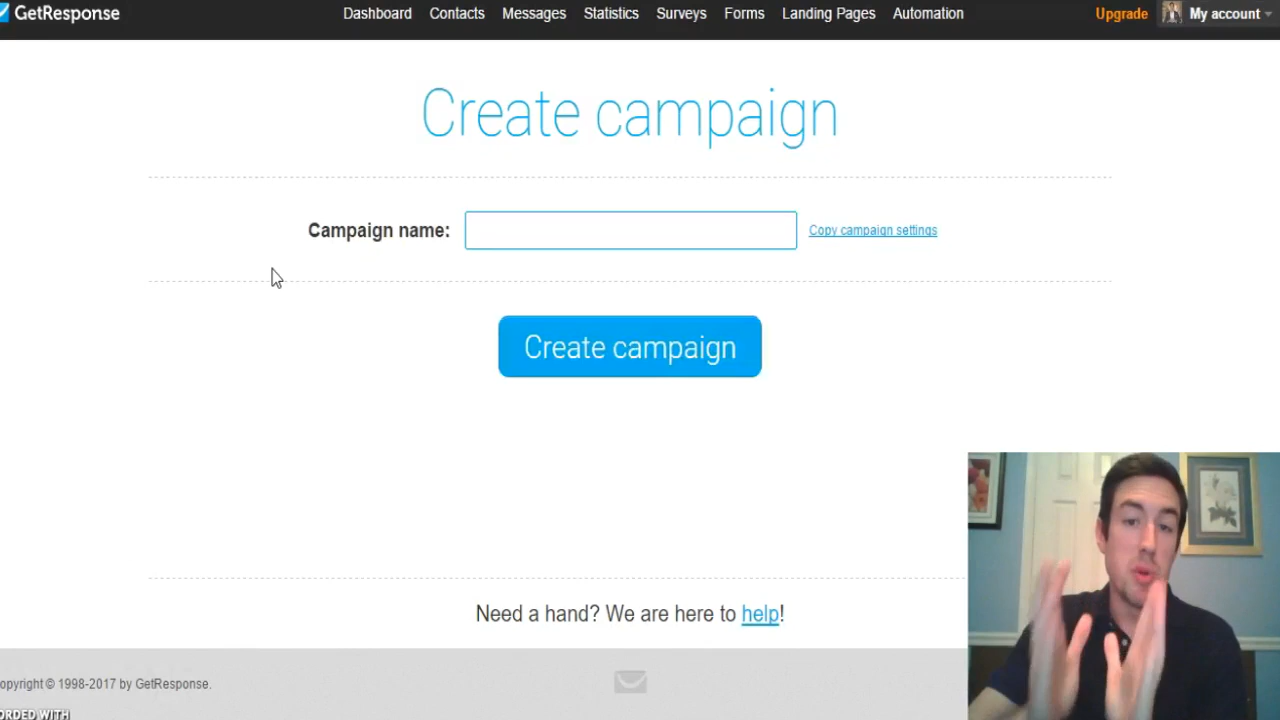 GetResponse Dashboard Contacts Messages Statistics Surveys Forms Landing Pages Automation Upgrade My account
Create campaign
Campaign name: Copy campaign settings
Create campaign
Need a hand? We are here to help!
opyright © 1998-2017 by GetResponse.
ORDED WITH